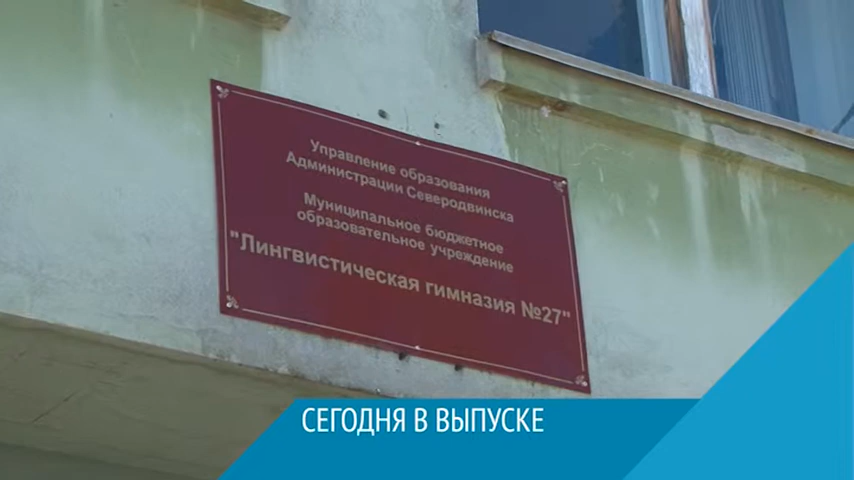 Управление образования
Администрации Северодвинска
Муниципальное бюджетное
образовательное учреждение
"Лингвистическая гимназия №27"
СЕГОДНЯ В ВЫПУСКЕ